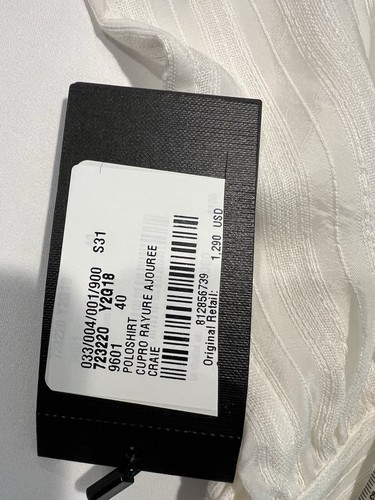 033/004/001/900 S31
723220 Y2G18
9601 40
POLOSHIRT
CUPRO RAYURE AJOUREE
CRAIE
812856739
Original Retail: 1,290 USD